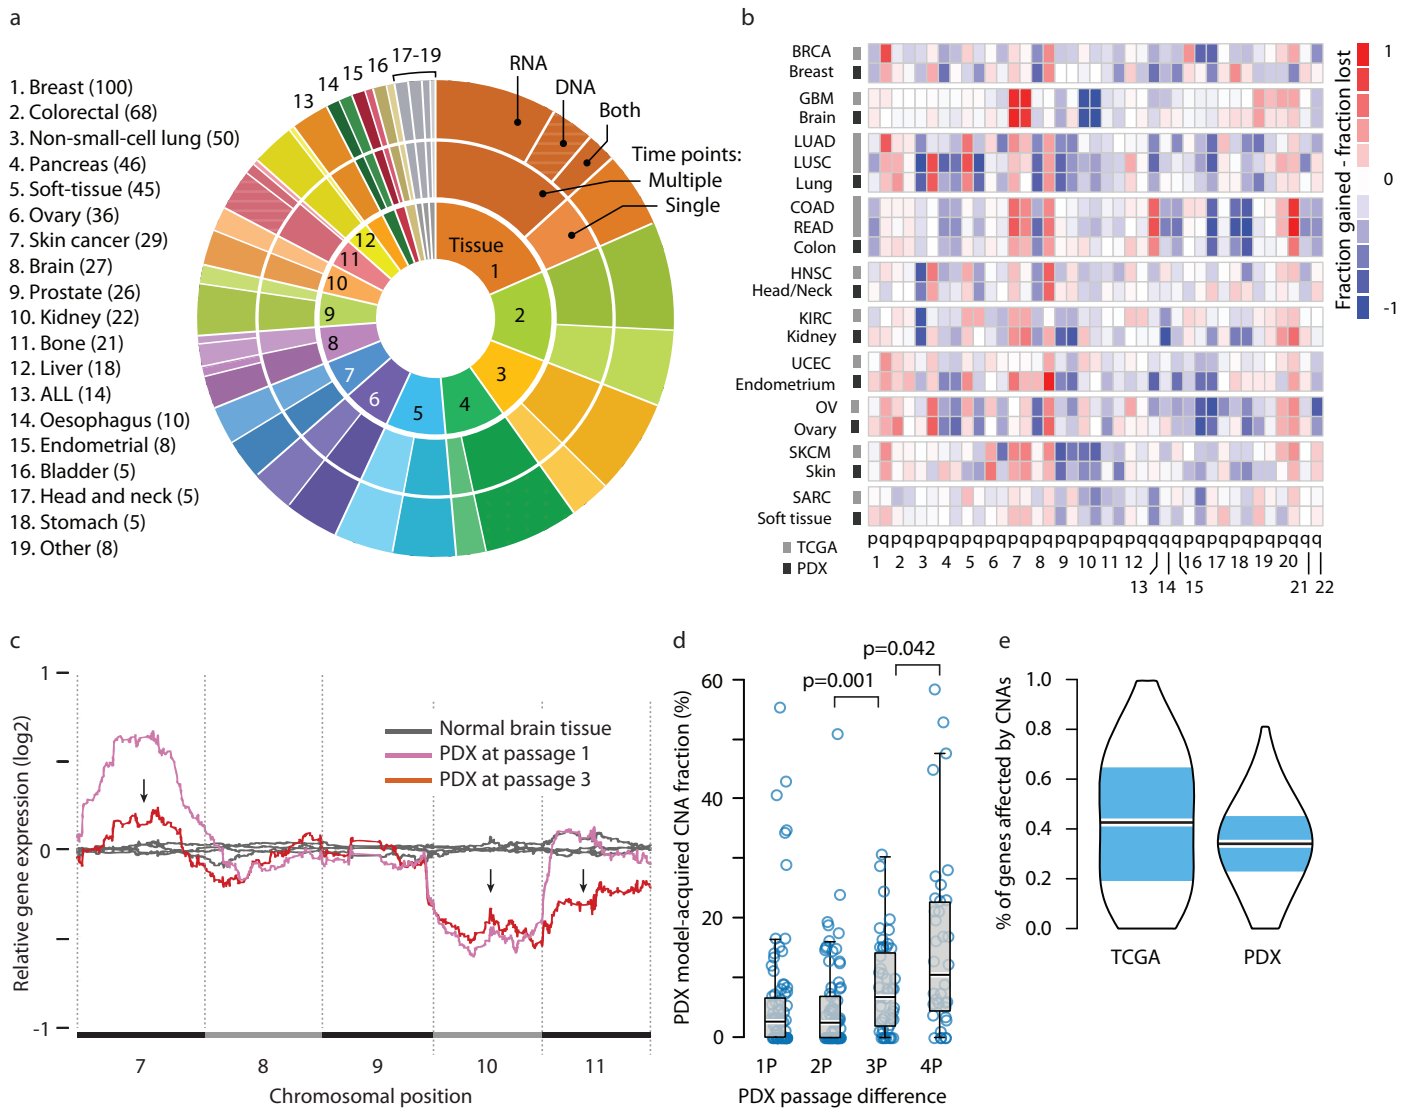 a
1. Breast (100)
2. Colorectal (68)
3. Non-small-cell lung (50)
4. Pancreas (46)
5. Soft-tissue (45)
6. Ovary (36)
7. Skin cancer (29)
8. Brain (27)
9. Prostate (26)
10. Kidney (22)
11. Bone (21)
12. Liver (18)
13. ALL (14)
14. Oesophagus (10)
15. Endometrial (8)
16. Bladder (5)
17. Head and neck (5)
18. Stomach (5)
19. Other (8)
13 14 15 16 17-19
RNA
DNA
Both
Time points:
Multiple
Single
Tissue
1
2
3
4
5
6
7
8
9
10
11
12
b
BRCA
Breast
GBM
Brain
LUAD
LUSC
Lung
COAD
READ
Colon
HNSC
Head/Neck
KIRC
Kidney
UCEC
Endometrium
OV
Ovary
SKCM
Skin
SARC
Soft tissue
TCGA
PDX
p q p q p q p q p q p q p q p q p q p q p q p q q q q p q p q p q p q p q q q
1 2 3 4 5 6 7 8 9 10 11 12 16 17 18 19 20
13 14 15 21 22
Fraction gained - fraction lost
1
0
-1
c
Relative gene expression (log2)
1
0
-1
Normal brain tissue
PDX at passage 1
PDX at passage 3
7 8 9 10 11
Chromosomal position
d
PDX model-acquired CNA fraction (%)
60
40
20
0
p=0.042
p=0.001
1P 2P 3P 4P
PDX passage difference
e
% of genes affected by CNAs
1.0
0.8
0.6
0.4
0.2
0.0
TCGA PDX